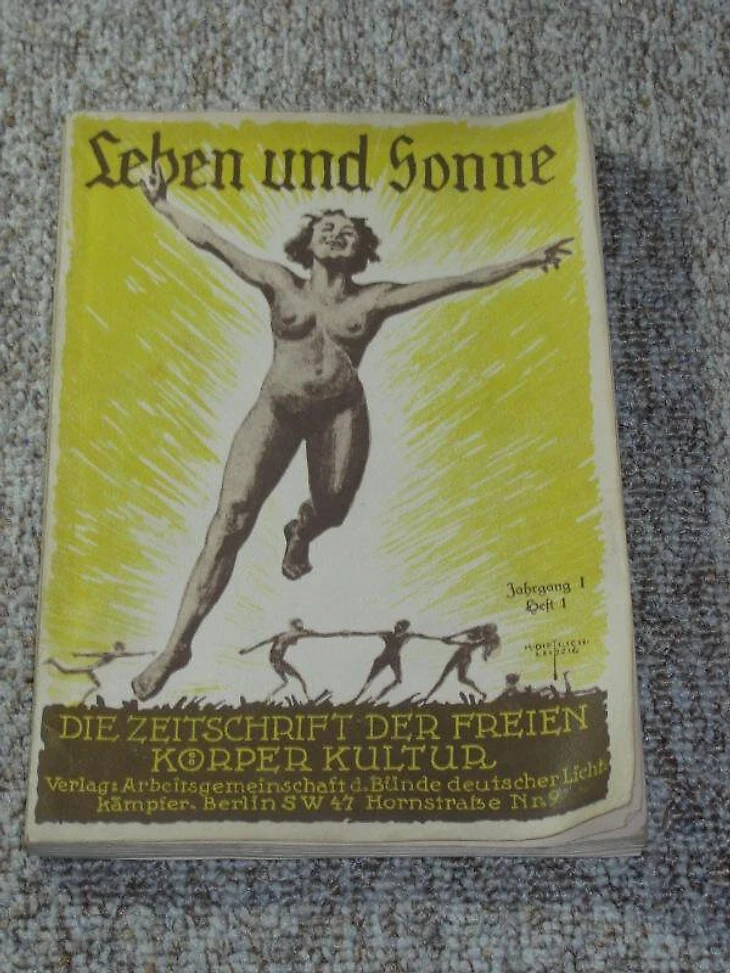 Leben und Sonne
Jahrgang 1
Heft 1
LEIPZIG
DIE ZEITSCHRIFT DER FREIEN
KÖRPER KULTUR
Verlag: Arbeitsgemeinschaft d. Bünde deutscher Licht-
kämpfer. Berlin SW 47 Hornstraße Nr. 9